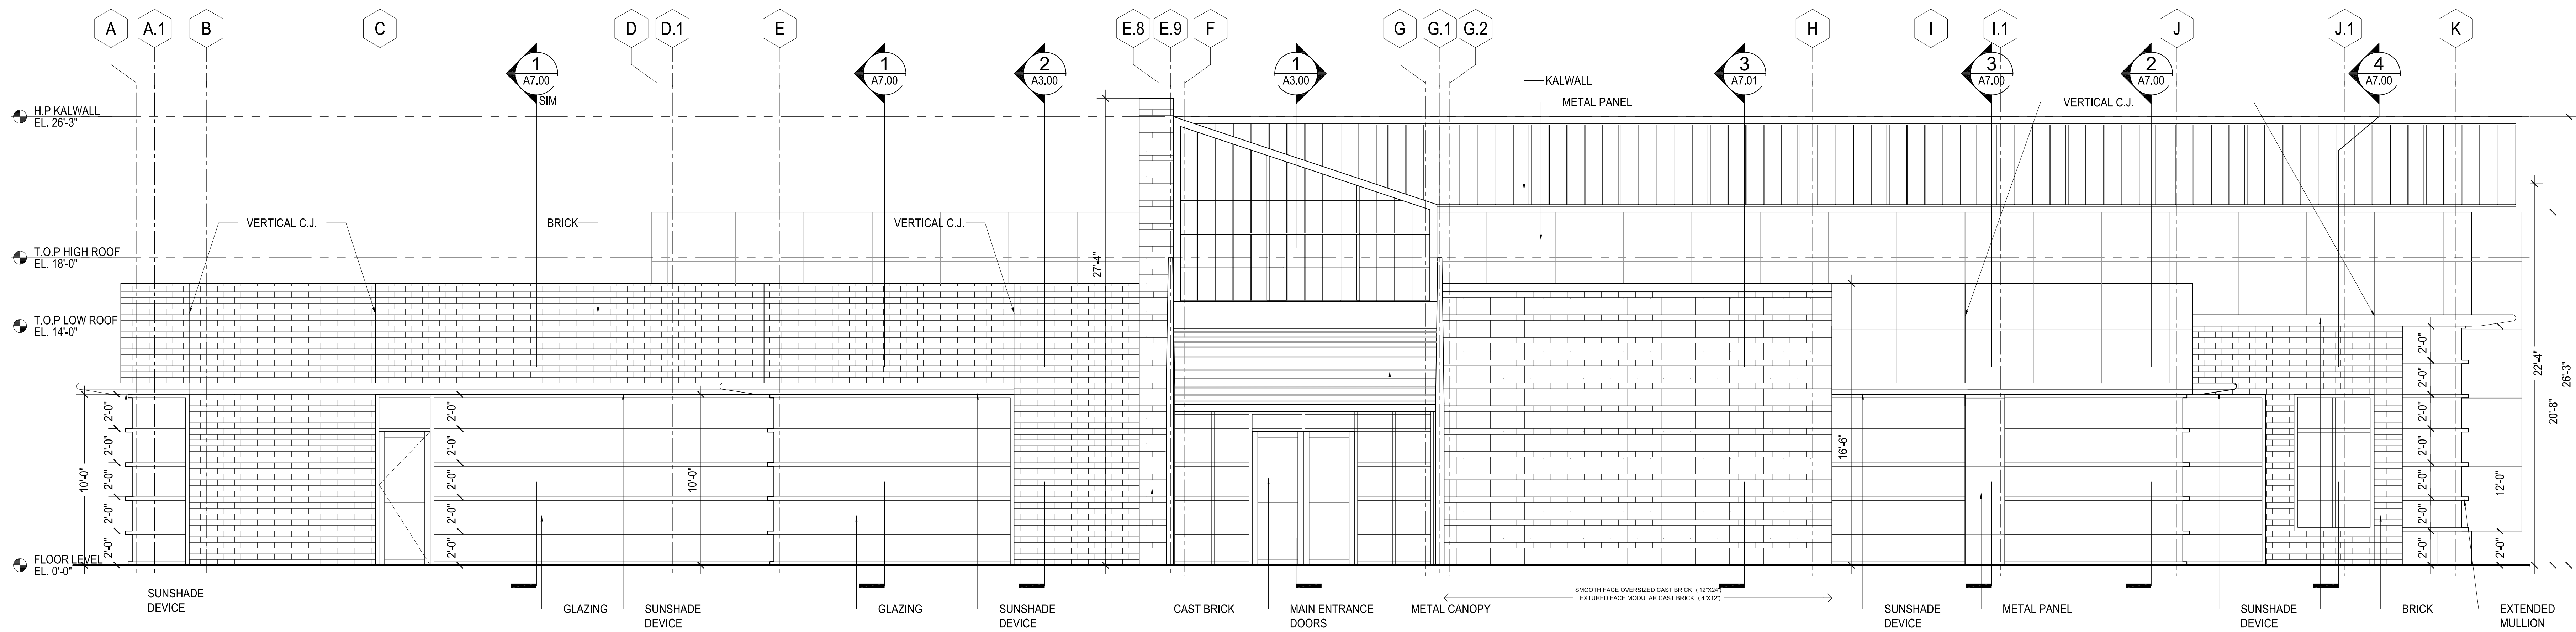 A
A.1
B
C
D
D.1
E
E.8
E.9
F
G
G.1
G.2
H
I
I.1
J
J.1
K
1
A7.00
SIM
1
A7.00
2
A3.00
1
A3.00
3
A7.01
3
A7.00
2
A7.00
4
A7.00
KALWALL
METAL PANEL
VERTICAL C.J.
H.P KALWALL
EL. 26'-3"
VERTICAL C.J.
BRICK
VERTICAL C.J.
T.O.P HIGH ROOF
EL. 18'-0"
T.O.P LOW ROOF
EL. 14'-0"
FLOOR LEVEL
EL. 0'-0"
10'-0"
2'-0"
2'-0"
2'-0"
2'-0"
2'-0"
2'-0"
2'-0"
2'-0"
2'-0"
2'-0"
10'-0"
27'-4"
16'-6"
2'-0"
2'-0"
2'-0"
2'-0"
2'-0"
2'-0"
2'-0"
12'-0"
2'-0"
22'-4"
20'-8"
26'-3"
SUNSHADE
DEVICE
GLAZING
SUNSHADE
DEVICE
GLAZING
SUNSHADE
DEVICE
CAST BRICK
MAIN ENTRANCE
DOORS
METAL CANOPY
SMOOTH FACE OVERSIZED CAST BRICK ( 12"X24")
TEXTURED FACE MODULAR CAST BRICK ( 4"X12")
SUNSHADE
DEVICE
METAL PANEL
SUNSHADE
DEVICE
BRICK
EXTENDED
MULLION